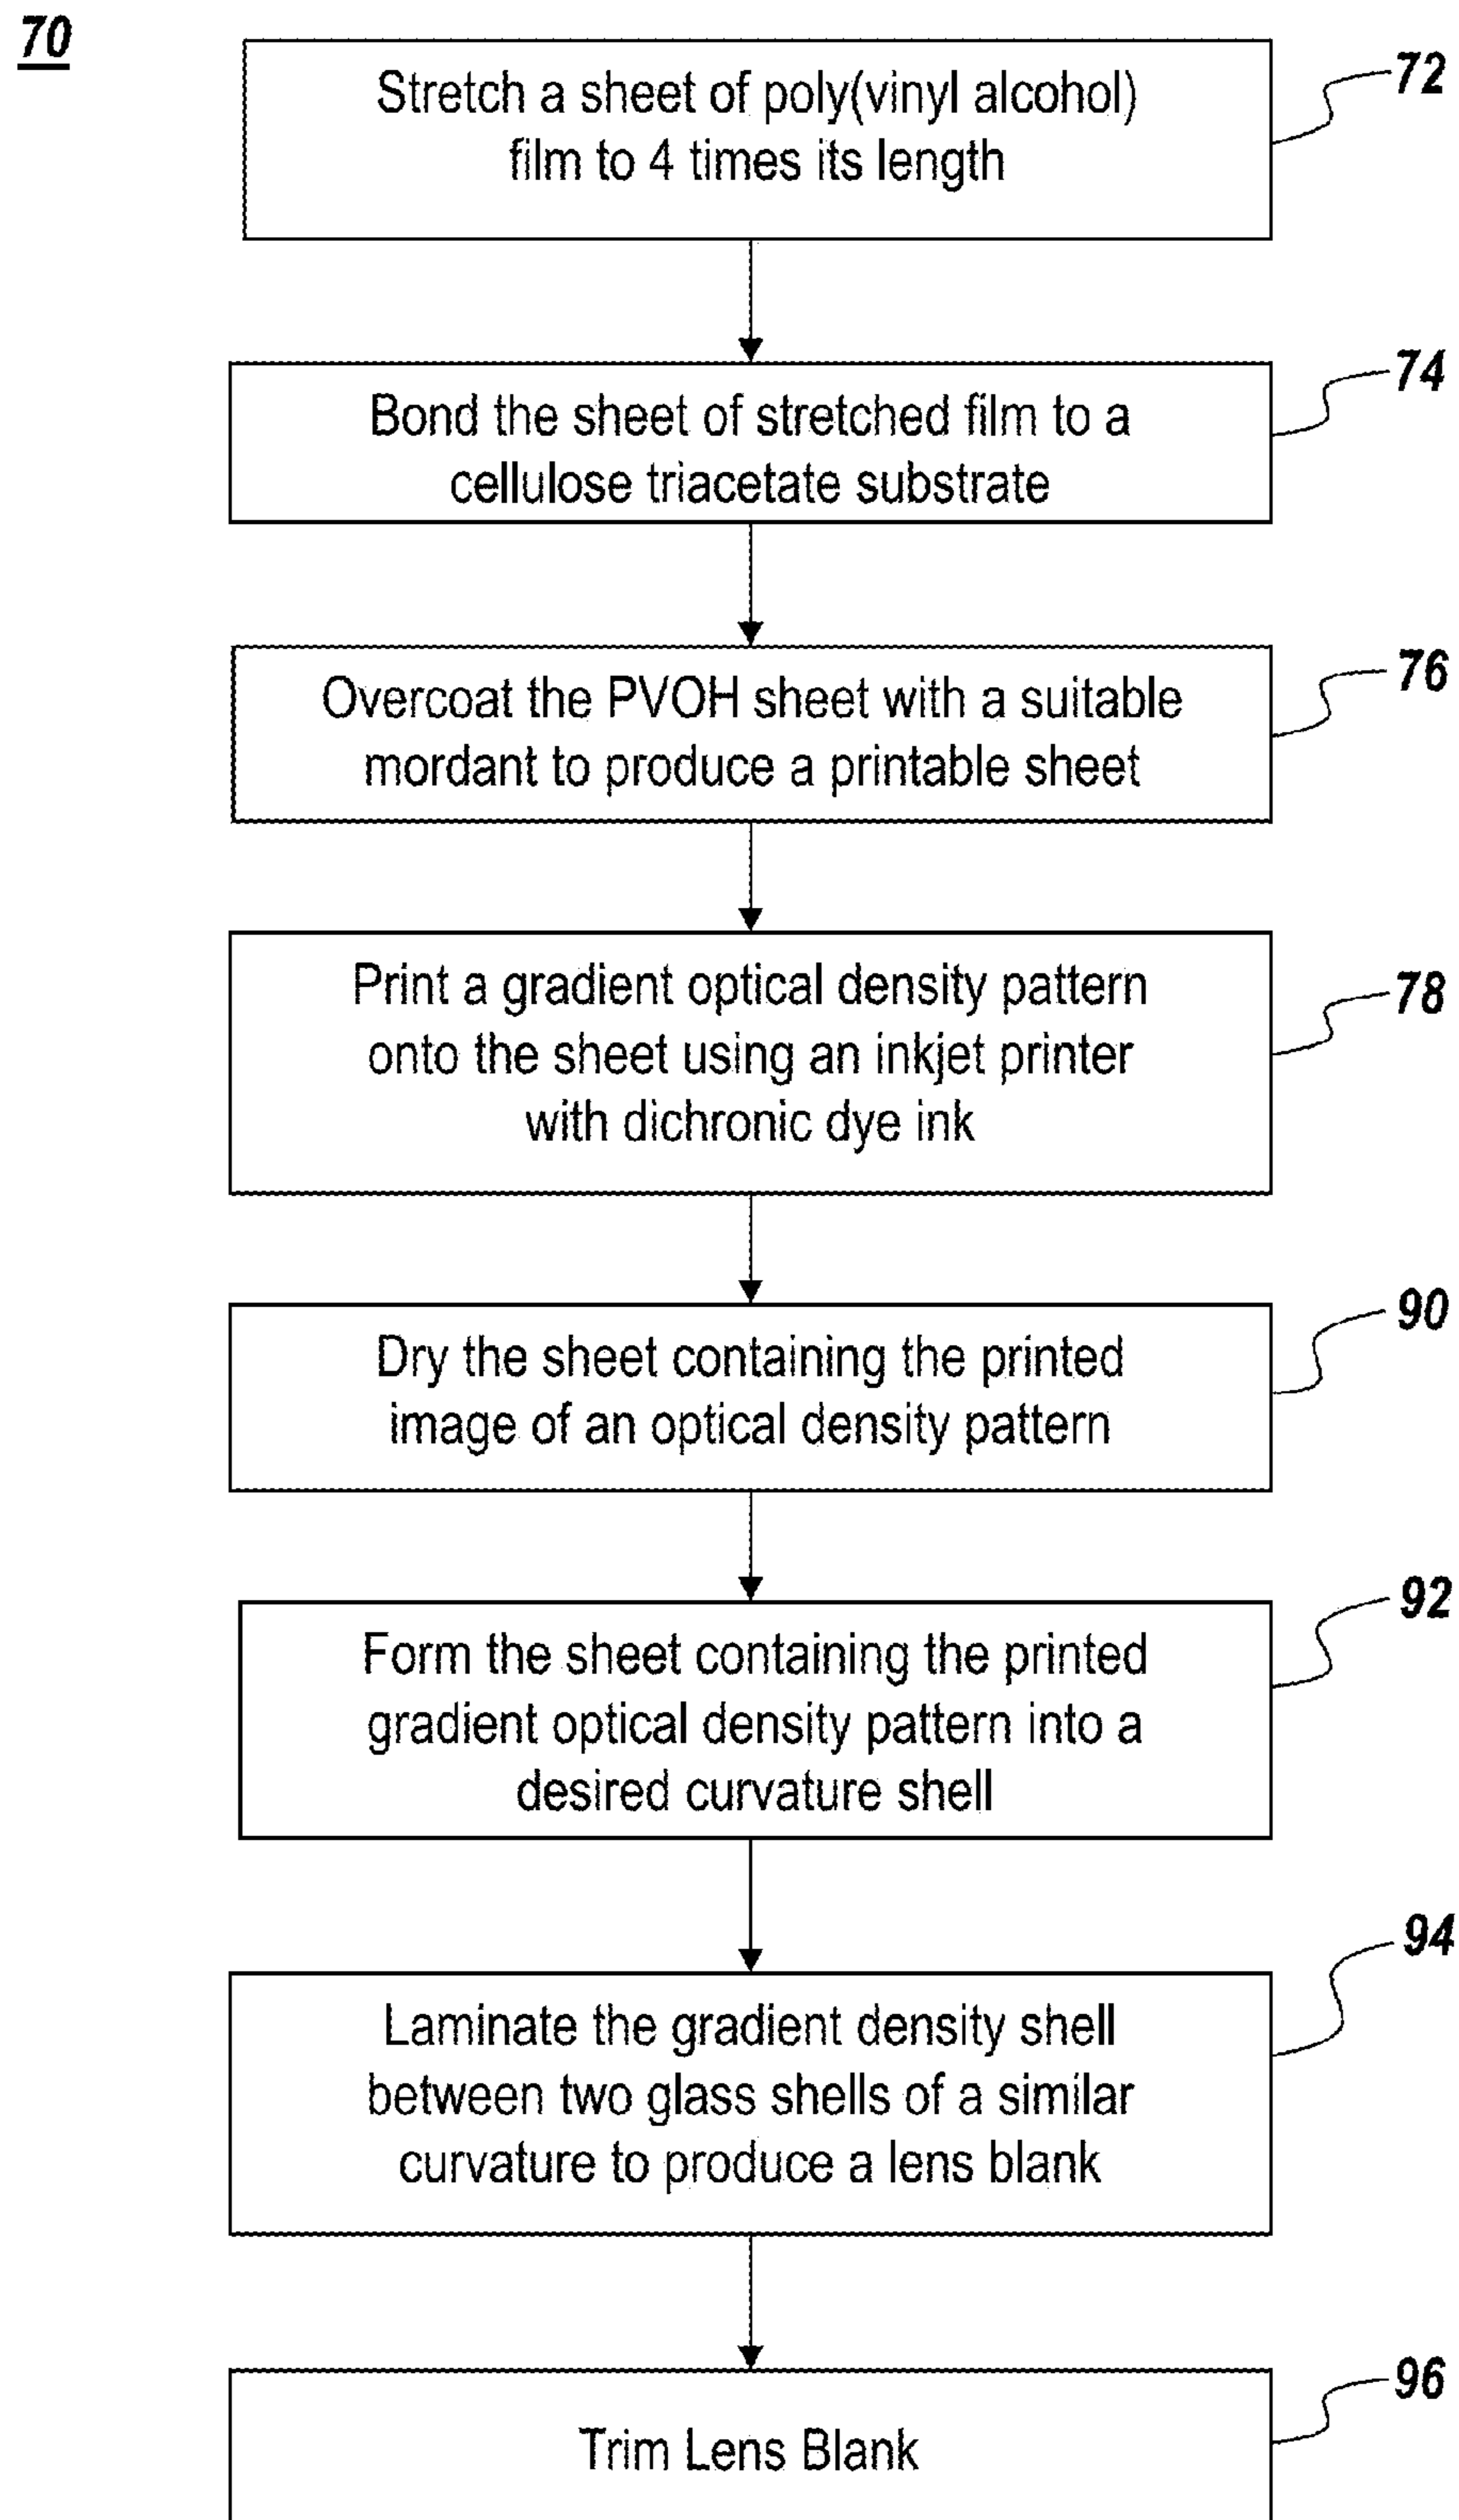 70
Stretch a sheet of poly(vinyl alcohol)
film to 4 times its length
72
Bond the sheet of stretched film to a
cellulose triacetate substrate
74
Overcoat the PVOH sheet with a suitable
mordant to produce a printable sheet
76
Print a gradient optical density pattern
onto the sheet using an inkjet printer
with dichronic dye ink
78
Dry the sheet containing the printed
image of an optical density pattern
90
Form the sheet containing the printed
gradient optical density pattern into a
desired curvature shell
92
Laminate the gradient density shell
between two glass shells of a similar
curvature to produce a lens blank
94
Trim Lens Blank
96